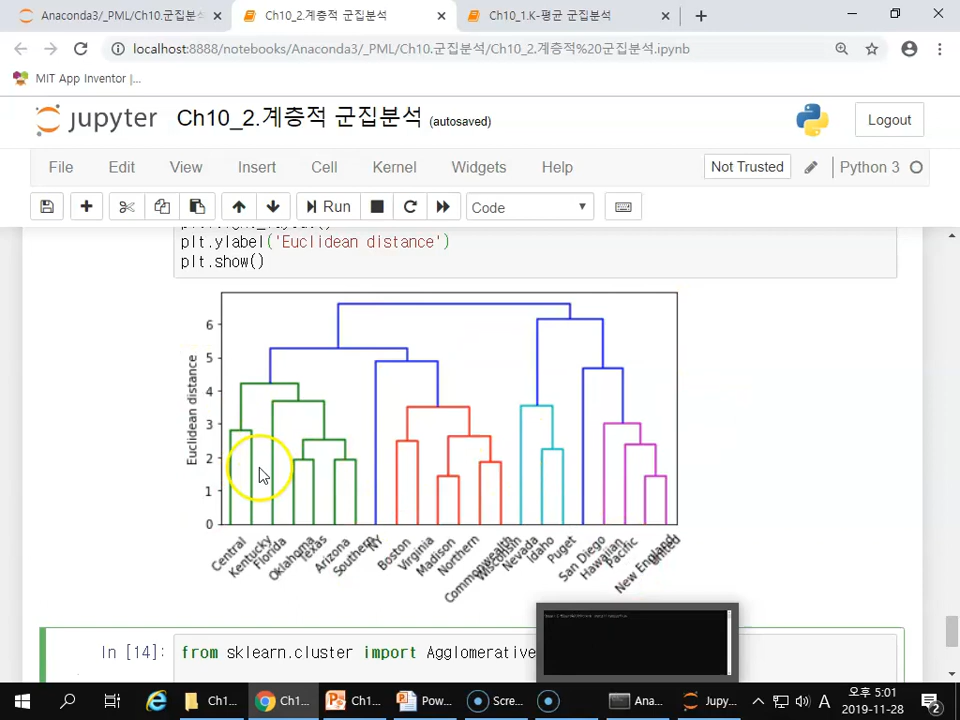 Anaconda3/_PML/Ch10.군집분석
Ch10_2.계층적 군집분석
Ch10_1.K-평균 군집분석
localhost:8888/notebooks/Anaconda3/_PML/Ch10.군집분석/Ch10_2.계층적%20군집분석.ipynb
MIT App Inventor |...
jupyter Ch10_2.계층적 군집분석 (autosaved)
Logout
File Edit View Insert Cell Kernel Widgets Help
Not Trusted
Python 3
Run
Code
plt.ylabel('Euclidean distance')
plt.show()
Euclidean distance
6
5
4
3
2
1
0
Central
Kentucky
Florida
Oklahoma
Texas
Arizona
Southern
NY
Boston
Virginia
Madison
Northern
Commonwealth
Wisconsin
Nevada
Idaho
Puget
San Diego
Hawaiian
Pacific
New England
United
In [14]: from sklearn.cluster import Agglomerative
Ch1...
Ch1...
Ch1...
Pow...
Scre...
Ana...
Jupy...
A
오후 5:01
2019-11-28
2